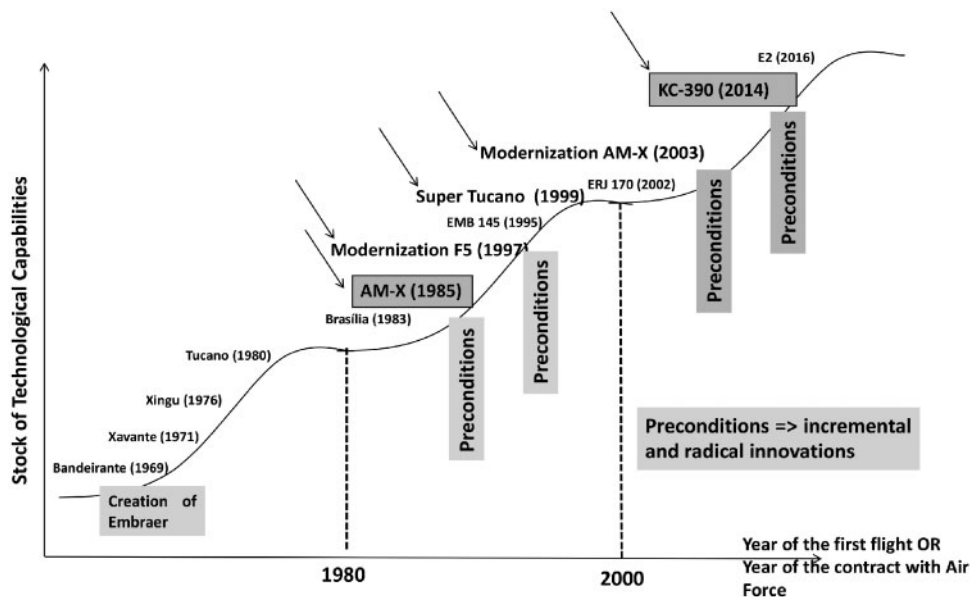 E2 (2016)
KC-390 (2014)
Modernization AM-X (2003)
ERJ 170 (2002)
Super Tucano (1999)
EMB 145 (1995)
Modernization F5 (1997)
AM-X (1985)
Brasília (1983)
Tucano (1980)
Xingu (1976)
Xavante (1971)
Bandeirante (1969)
Creation of
Embraer
Preconditions
Preconditions
Preconditions
Preconditions
Preconditions => incremental
and radical innovations
Stock of Technological Capabilities
1980
2000
Year of the first flight OR
Year of the contract with Air
Force